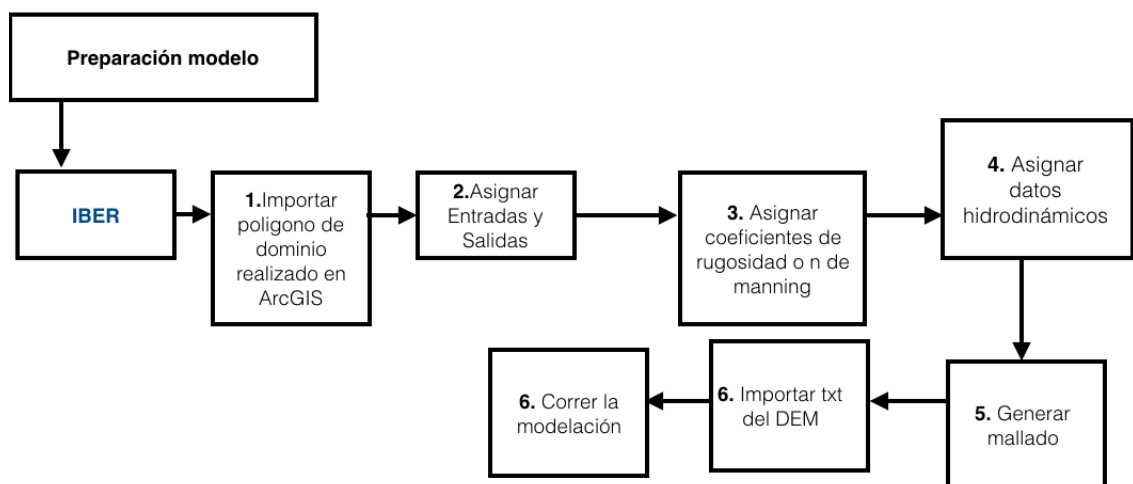 Preparación modelo
IBER
1.Importar
poligono de
dominio
realizado en
ArcGIS
2.Asignar
Entradas y
Salidas
3. Asignar
coeficientes de
rugosidad o n de
manning
4. Asignar
datos
hidrodinámicos
5. Generar
mallado
6. Importar txt
del DEM
6. Correr la
modelación